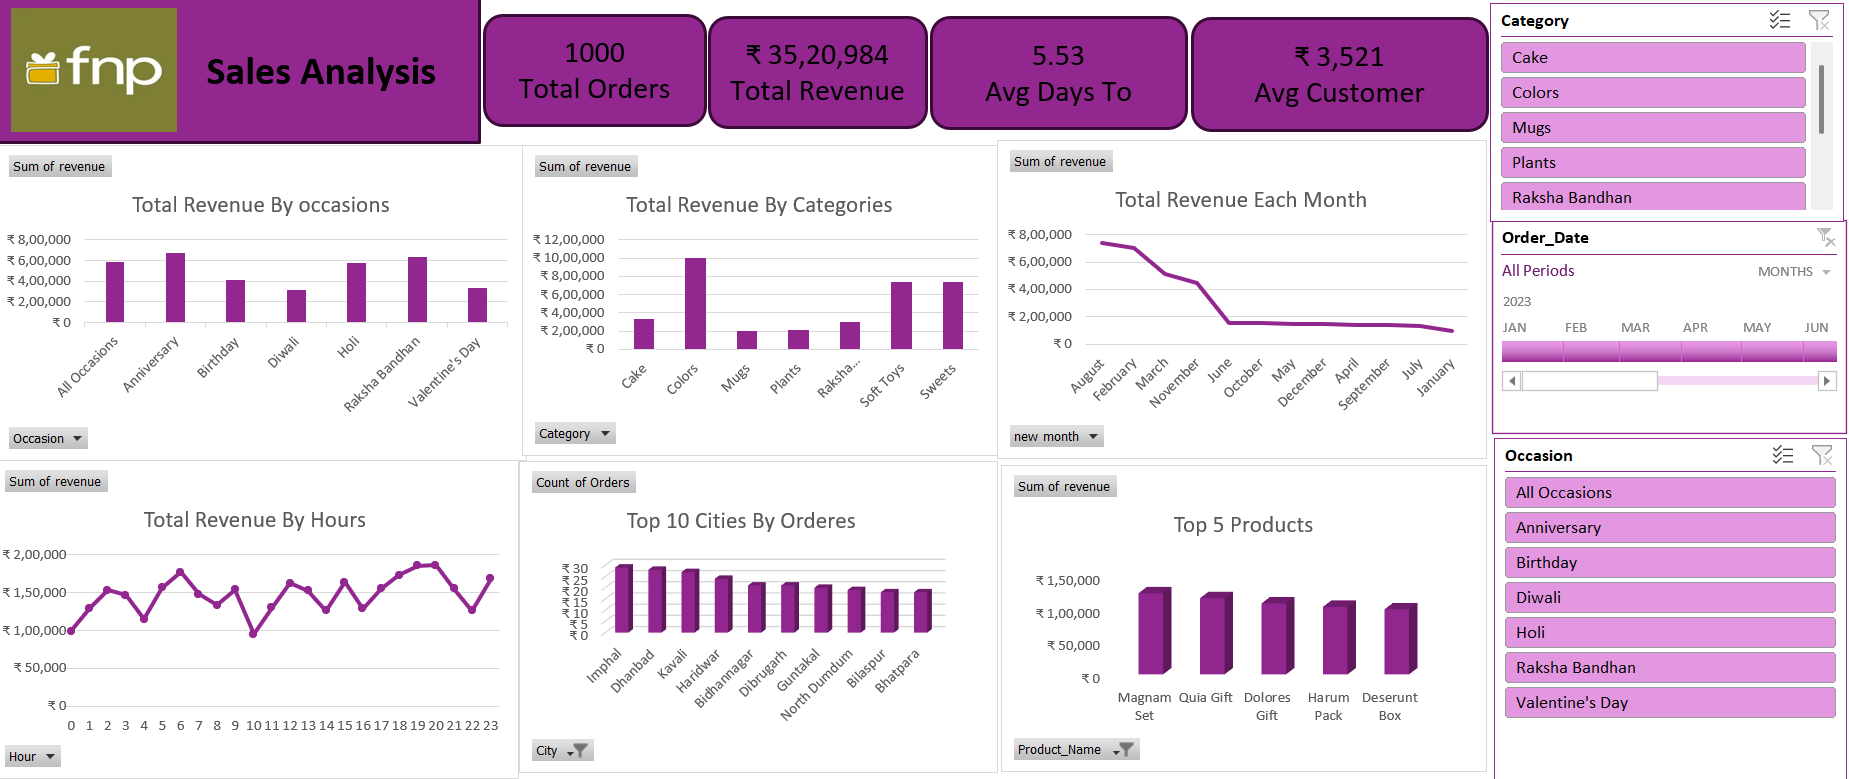 fnp
Sales Analysis
1000
Total Orders
₹ 35,20,984
Total Revenue
5.53
Avg Days To
₹ 3,521
Avg Customer
Category
Cake
Colors
Mugs
Plants
Raksha Bandhan
Order_Date
All Periods
MONTHS
2023
JAN FEB MAR APR MAY JUN
Occasion
All Occasions
Anniversary
Birthday
Diwali
Holi
Raksha Bandhan
Valentine's Day
Sum of revenue
Total Revenue By occasions
₹ 8,00,000
₹ 6,00,000
₹ 4,00,000
₹ 2,00,000
₹ 0
All Occasions
Anniversary
Birthday
Diwali
Holi
Raksha Bandhan
Valentine's Day
Occasion
Sum of revenue
Total Revenue By Categories
₹ 12,00,000
₹ 10,00,000
₹ 8,00,000
₹ 6,00,000
₹ 4,00,000
₹ 2,00,000
₹ 0
Cake
Colors
Mugs
Plants
Raksha...
Soft Toys
Sweets
Category
Sum of revenue
Total Revenue Each Month
₹ 8,00,000
₹ 6,00,000
₹ 4,00,000
₹ 2,00,000
₹ 0
August
February
March
November
June
October
May
December
April
September
July
January
new month
Sum of revenue
Total Revenue By Hours
₹ 2,00,000
₹ 1,50,000
₹ 1,00,000
₹ 50,000
₹ 0
0 1 2 3 4 5 6 7 8 9 10 11 12 13 14 15 16 17 18 19 20 21 22 23
Hour
Count of Orders
Top 10 Cities By Orderes
₹ 30
₹ 25
₹ 20
₹ 15
₹ 10
₹ 5
₹ 0
Imphal
Dhanbad
Kavali
Haridwar
Bidhannagar
Dibrugarh
Guntakal
North Dumdum
Bilaspur
Bhatpara
City
Sum of revenue
Top 5 Products
₹ 1,50,000
₹ 1,00,000
₹ 50,000
₹ 0
Magnam Set
Quia Gift
Dolores Gift
Harum Pack
Deserunt Box
Product_Name